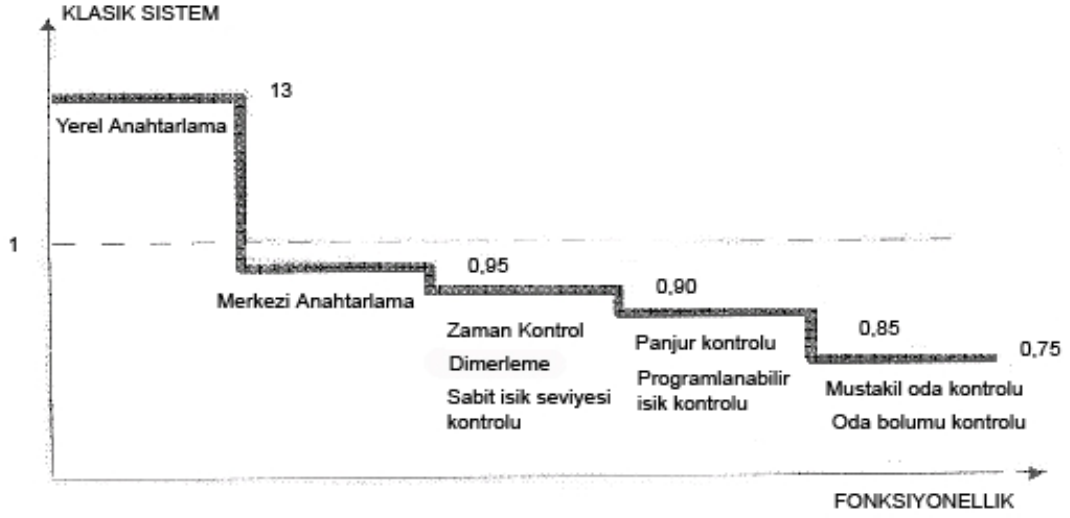 KLASIK SISTEM
13
Yerel Anahtarlama
1
0,95
Merkezi Anahtarlama
0,90
Zaman Kontrol
Dimerleme
Sabit isik seviyesi
kontrolu
0,85
Panjur kontrolu
Programlanabilir
isik kontrolu
0,75
Mustakil oda kontrolu
Oda bolumu kontrolu
FONKSIYONELLIK